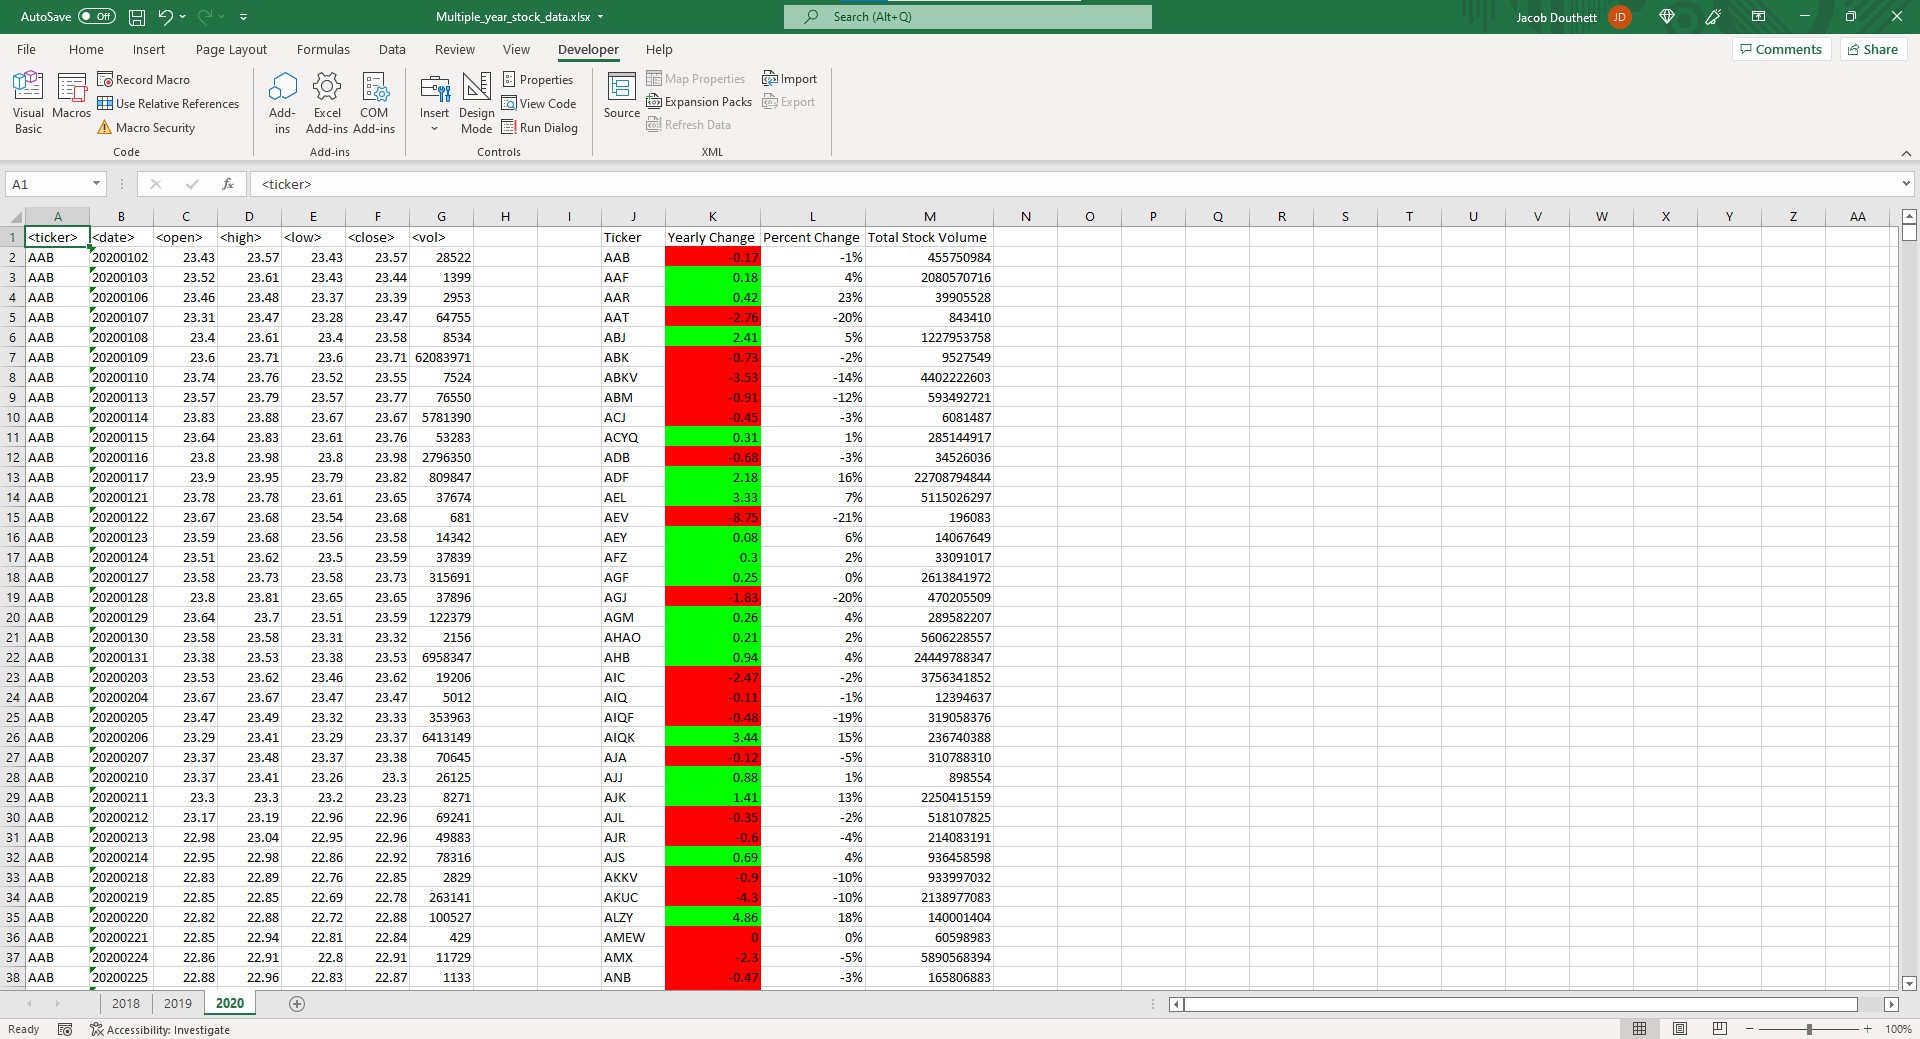 AutoSave Off Multiple_year_stock_data.xlsx Search (Alt+Q) Jacob Douthett JD
File Home Insert Page Layout Formulas Data Review View Developer Help Comments Share
Visual Basic
Macros
Record Macro
Use Relative References
Macro Security
Code
Add-ins
Excel Add-ins
COM Add-ins
Add-ins
Insert
Design Mode
Properties
View Code
Run Dialog
Controls
Source
Map Properties
Expansion Packs
Refresh Data
Import
Export
XML
A1 fx <ticker>
A B C D E F G H I J K L M N O P Q R S T U V W X Y Z AA
1 <ticker> <date> <open> <high> <low> <close> <vol> Ticker Yearly Change Percent Change Total Stock Volume
2 AAB 20200102 23.43 23.57 23.43 23.57 28522 AAB -0.17 -1% 455750984
3 AAB 20200103 23.52 23.61 23.43 23.44 1399 AAF 0.18 4% 2080570716
4 AAB 20200106 23.46 23.48 23.37 23.39 2953 AAR 0.42 23% 39905528
5 AAB 20200107 23.31 23.47 23.28 23.47 64755 AAT -2.76 -20% 843410
6 AAB 20200108 23.4 23.61 23.4 23.58 8534 ABJ 2.41 5% 1227953758
7 AAB 20200109 23.6 23.71 23.6 23.71 62083971 ABK -0.73 -2% 9527549
8 AAB 20200110 23.74 23.76 23.52 23.55 7524 ABKV -3.53 -14% 4402222603
9 AAB 20200113 23.57 23.79 23.57 23.77 76550 ABM -0.91 -12% 593492721
10 AAB 20200114 23.83 23.88 23.67 23.67 5781390 ACJ -0.45 -3% 6081487
11 AAB 20200115 23.64 23.83 23.61 23.76 53283 ACYQ 0.31 1% 285144917
12 AAB 20200116 23.8 23.98 23.8 23.98 2796350 ADB -0.68 -3% 34526036
13 AAB 20200117 23.9 23.95 23.79 23.82 809847 ADF 2.18 16% 22708794844
14 AAB 20200121 23.78 23.78 23.61 23.65 37674 AEL 3.33 7% 5115026297
15 AAB 20200122 23.67 23.68 23.54 23.68 681 AEV -8.75 -21% 196083
16 AAB 20200123 23.59 23.68 23.56 23.58 14342 AEY 0.08 6% 14067649
17 AAB 20200124 23.51 23.62 23.5 23.59 37839 AFZ 0.3 2% 33091017
18 AAB 20200127 23.58 23.73 23.58 23.73 315691 AGF 0.25 0% 2613841972
19 AAB 20200128 23.8 23.81 23.65 23.65 37896 AGJ -1.83 -20% 470205509
20 AAB 20200129 23.64 23.7 23.51 23.59 122379 AGM 0.26 4% 289582207
21 AAB 20200130 23.58 23.58 23.31 23.32 2156 AHAO 0.21 2% 5606228557
22 AAB 20200131 23.38 23.53 23.38 23.53 6958347 AHB 0.94 4% 24449788347
23 AAB 20200203 23.53 23.62 23.46 23.62 19206 AIC -2.47 -2% 3756341852
24 AAB 20200204 23.67 23.67 23.47 23.47 5012 AIQ -0.11 -1% 12394637
25 AAB 20200205 23.47 23.49 23.32 23.33 353963 AIQF -0.48 -19% 319058376
26 AAB 20200206 23.29 23.41 23.29 23.37 6413149 AIQK 3.44 15% 236740388
27 AAB 20200207 23.37 23.48 23.37 23.38 70645 AJA -0.12 -5% 310788310
28 AAB 20200210 23.37 23.41 23.26 23.3 26125 AJJ 0.88 1% 898554
29 AAB 20200211 23.3 23.3 23.2 23.23 8271 AJK 1.41 13% 2250415159
30 AAB 20200212 23.17 23.19 22.96 22.96 69241 AJL -0.35 -2% 518107825
31 AAB 20200213 22.98 23.04 22.95 22.96 49883 AJR -0.6 -4% 214083191
32 AAB 20200214 22.95 22.98 22.86 22.92 78316 AJS 0.69 4% 936458598
33 AAB 20200218 22.83 22.89 22.76 22.85 2829 AKKV -0.9 -10% 933997032
34 AAB 20200219 22.85 22.85 22.69 22.78 263141 AKUC -4.3 -10% 2138977083
35 AAB 20200220 22.82 22.88 22.72 22.88 100527 ALZY 4.86 18% 140001404
36 AAB 20200221 22.85 22.94 22.81 22.84 429 AMEW 0 0% 60598983
37 AAB 20200224 22.86 22.91 22.8 22.91 11729 AMX -2.3 -5% 5890568394
38 AAB 20200225 22.88 22.96 22.83 22.87 1133 ANB -0.47 -3% 165806883
2018 2019 2020
Ready Accessibility: Investigate 100%